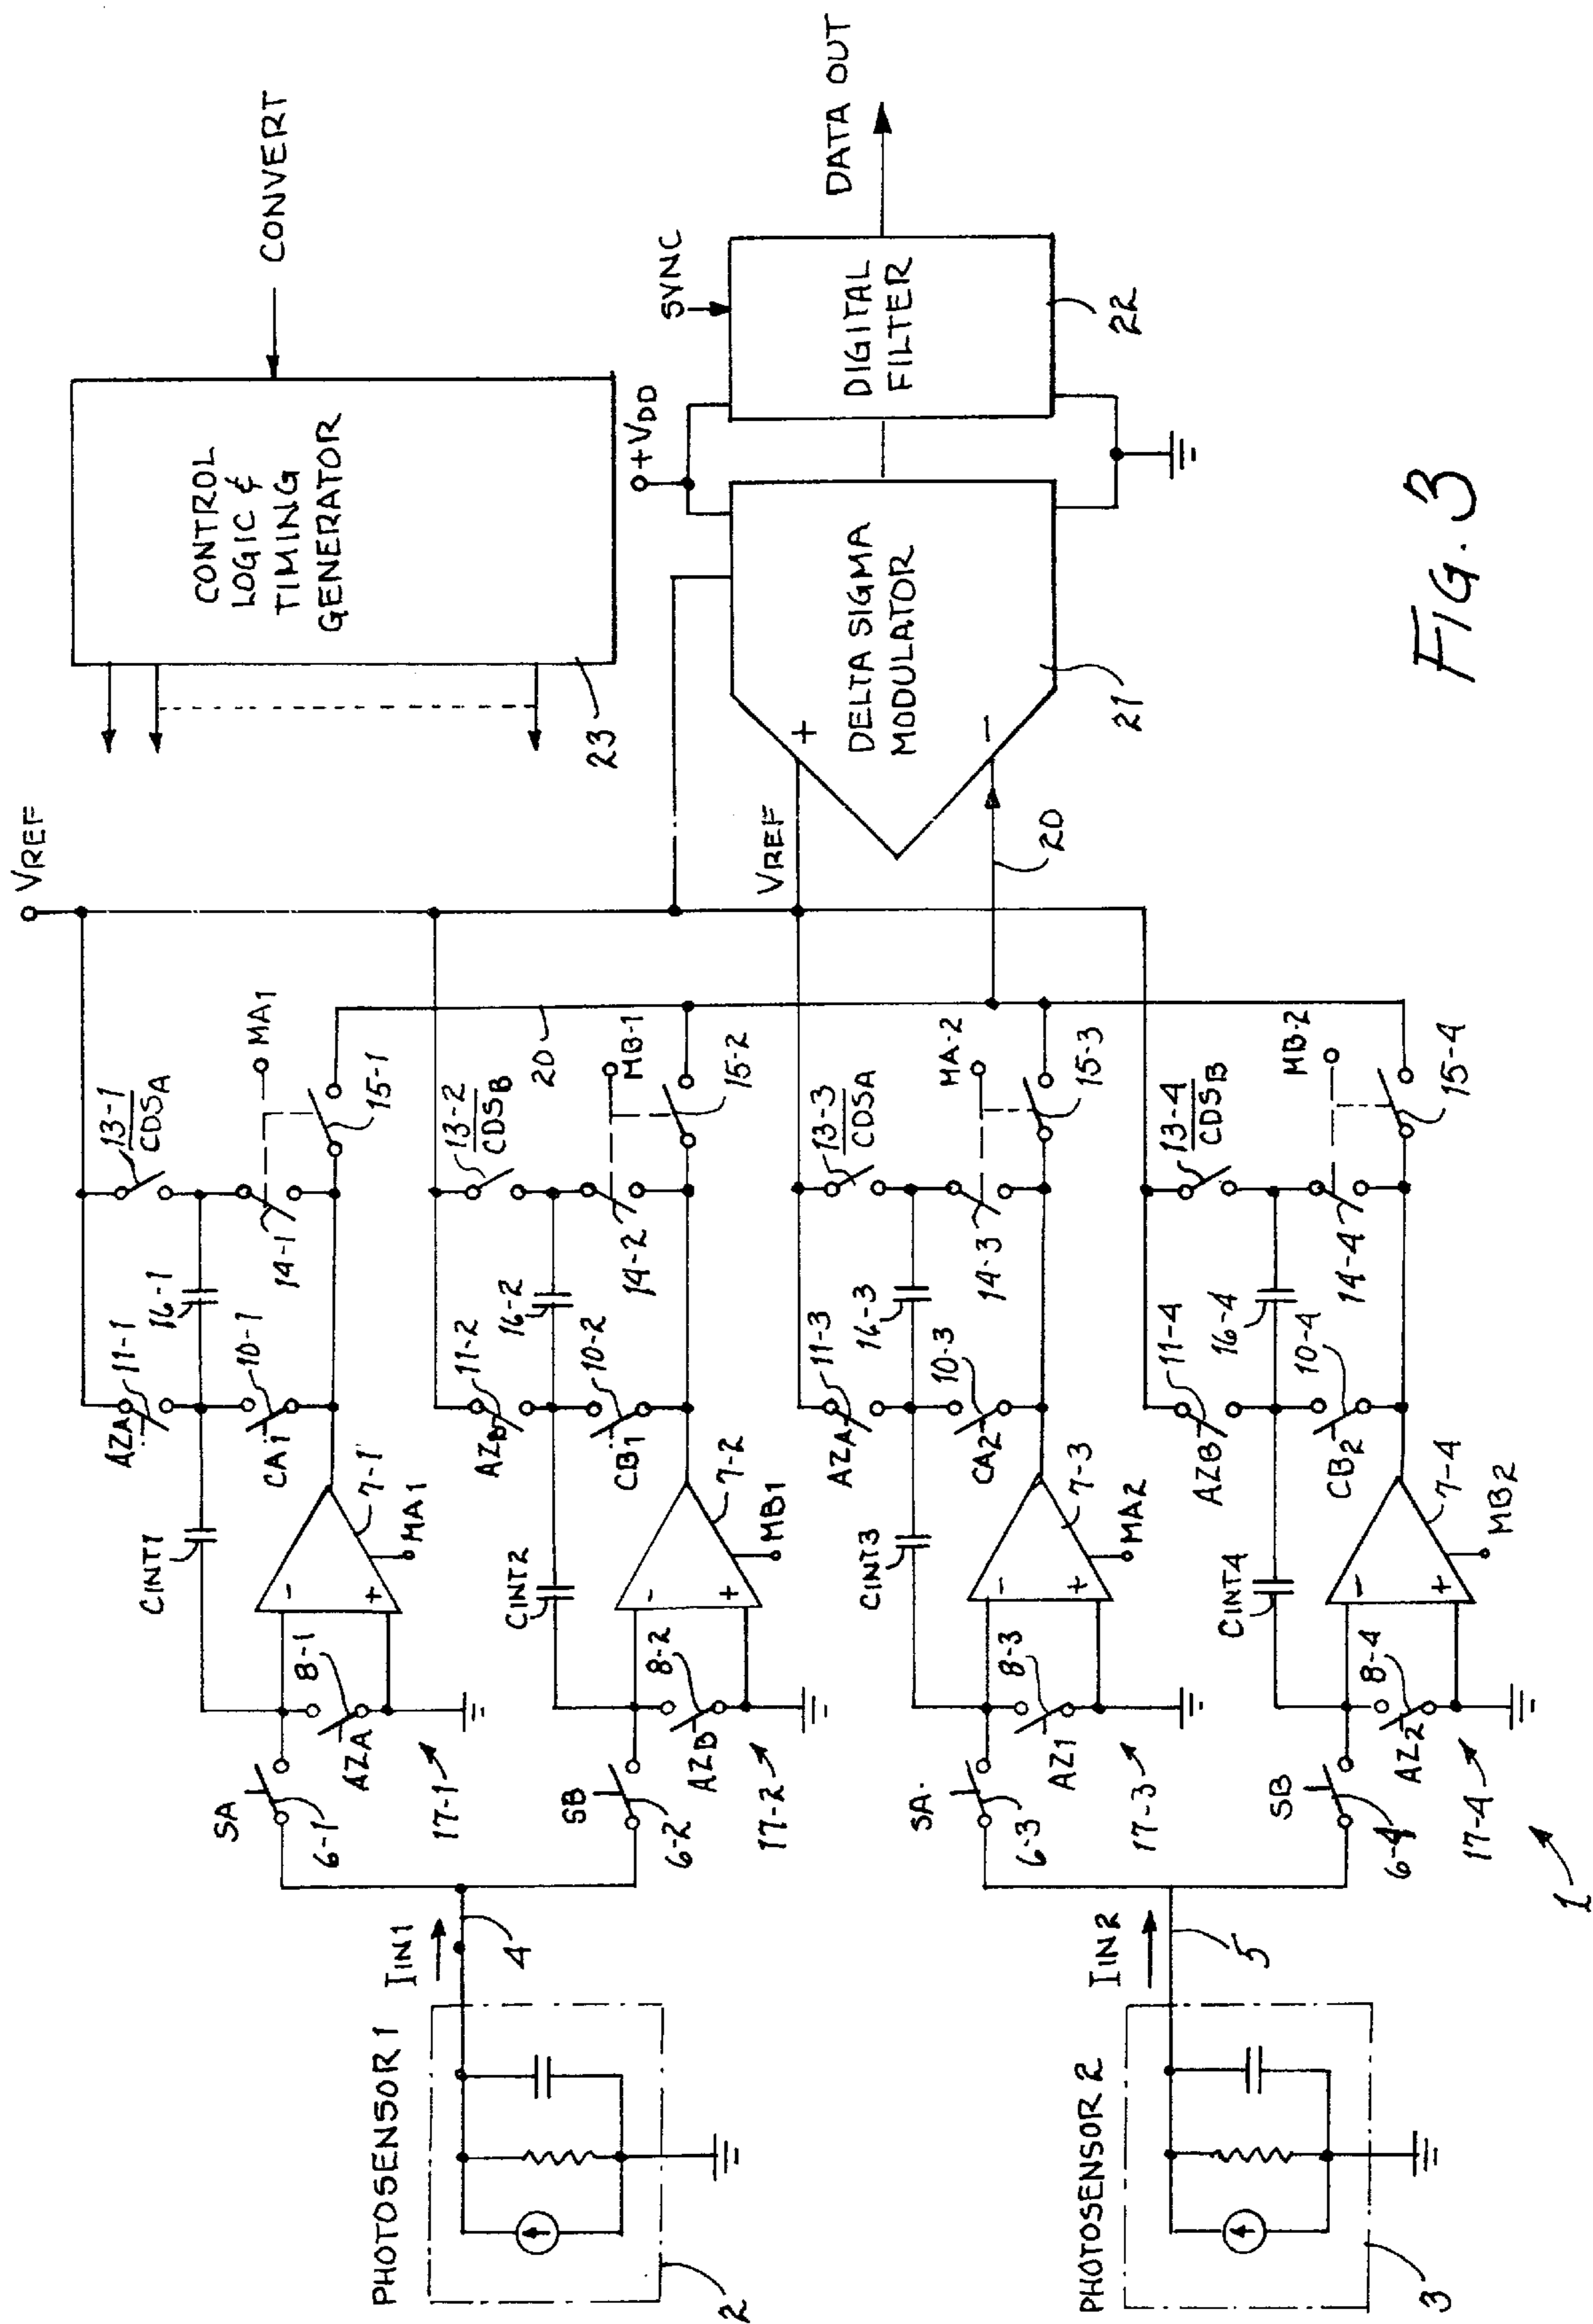 VREF
CONVERT
CONTROL
LOGIC &
TIMING
GENERATOR
23
AZA
11-1
16-1
13-1
CDSA
MA1
CINT1
CA1
10-1
14-1
15-1
7-1
MA1
SA
6-1
8-1
AZA
17-1
20
PHOTOSENSOR 1
IIN1
4
2
AZB
11-2
16-2
13-2
CDSB
MB-1
CINT2
CB1
10-2
14-2
15-2
7-2
MB1
SB
6-2
8-2
AZB
17-2
+VDD
SYNC
VREF
+
-
DELTA SIGMA
MODULATOR
21
DIGITAL
FILTER
22
DATA OUT
20
AZA
11-3
16-3
13-3
CDSA
MA-2
CINT3
CA2
10-3
14-3
15-3
7-3
MA2
SA
6-3
8-3
AZ1
17-3
PHOTOSENSOR 2
IIN2
5
3
AZB
11-4
16-4
13-4
CDSB
MB-2
CINT4
CB2
10-4
14-4
15-4
7-4
MB2
SB
6-4
8-4
AZ2
17-4
1
FIG. 3